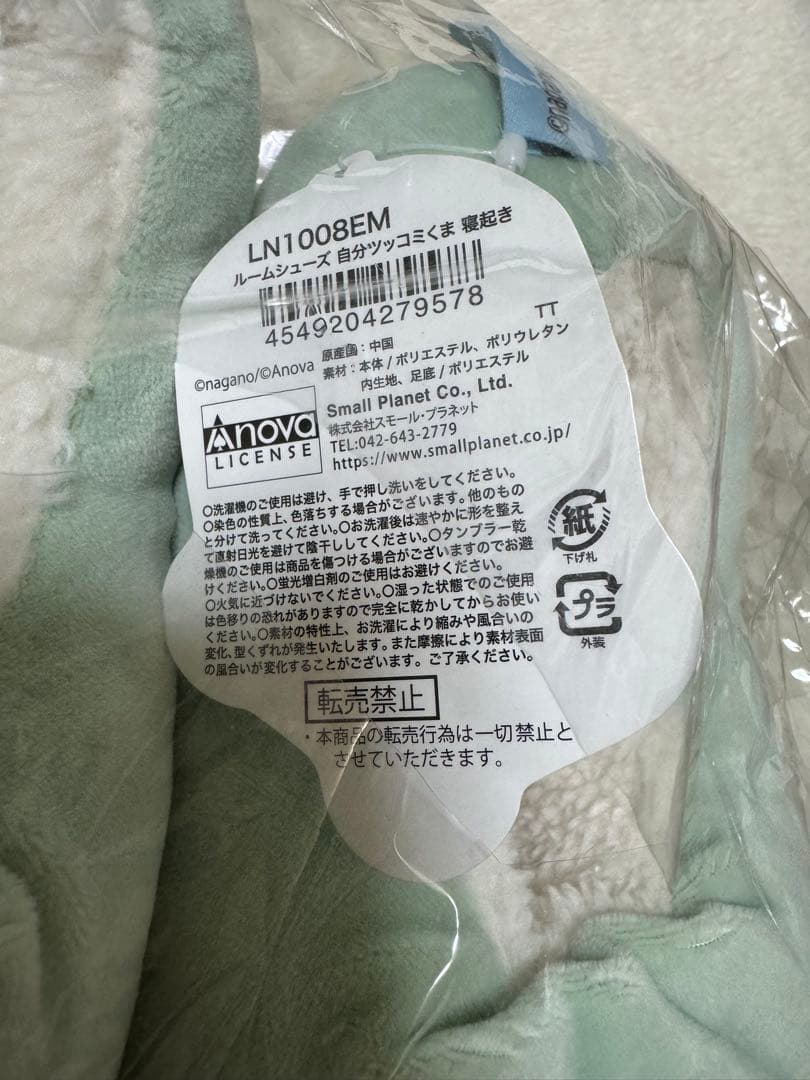 LN1008EM
ルームシューズ 自分ツッコミくま 寝起き
4549204279578
TT
原産国:中国
素材:本体/ポリエステル、ポリウレタン
内生地、足底/ポリエステル
©nagano/©Anova
Anova
LICENSE
Small Planet Co., Ltd.
株式会社スモール・プラネット
TEL:042-643-2779
https://www.smallplanet.co.jp/
○洗濯機のご使用は避け、手で押し洗いをしてください。
○染色の性質上、色落ちする場合がございます。他のもの
と分けて洗ってください。○お洗濯後は速やかに形を整え
て直射日光を避けて陰干ししてください。○タンブラー乾
燥機のご使用は商品を傷つける場合がございますのでお避
けください。○蛍光増白剤のご使用はお避けください。
○火気に近づけないでください。○湿った状態でのご使用
は色移りの恐れがありますので完全に乾かしてからお使い
ください。○素材の特性上、お洗濯により縮みや風合いの
変化、型くずれが発生いたします。また摩擦により素材表面
の風合いが変化することがございます。ご了承ください。
紙
下げ札
プラ
外装
転売禁止
・本商品の転売行為は一切禁止と
させていただきます。